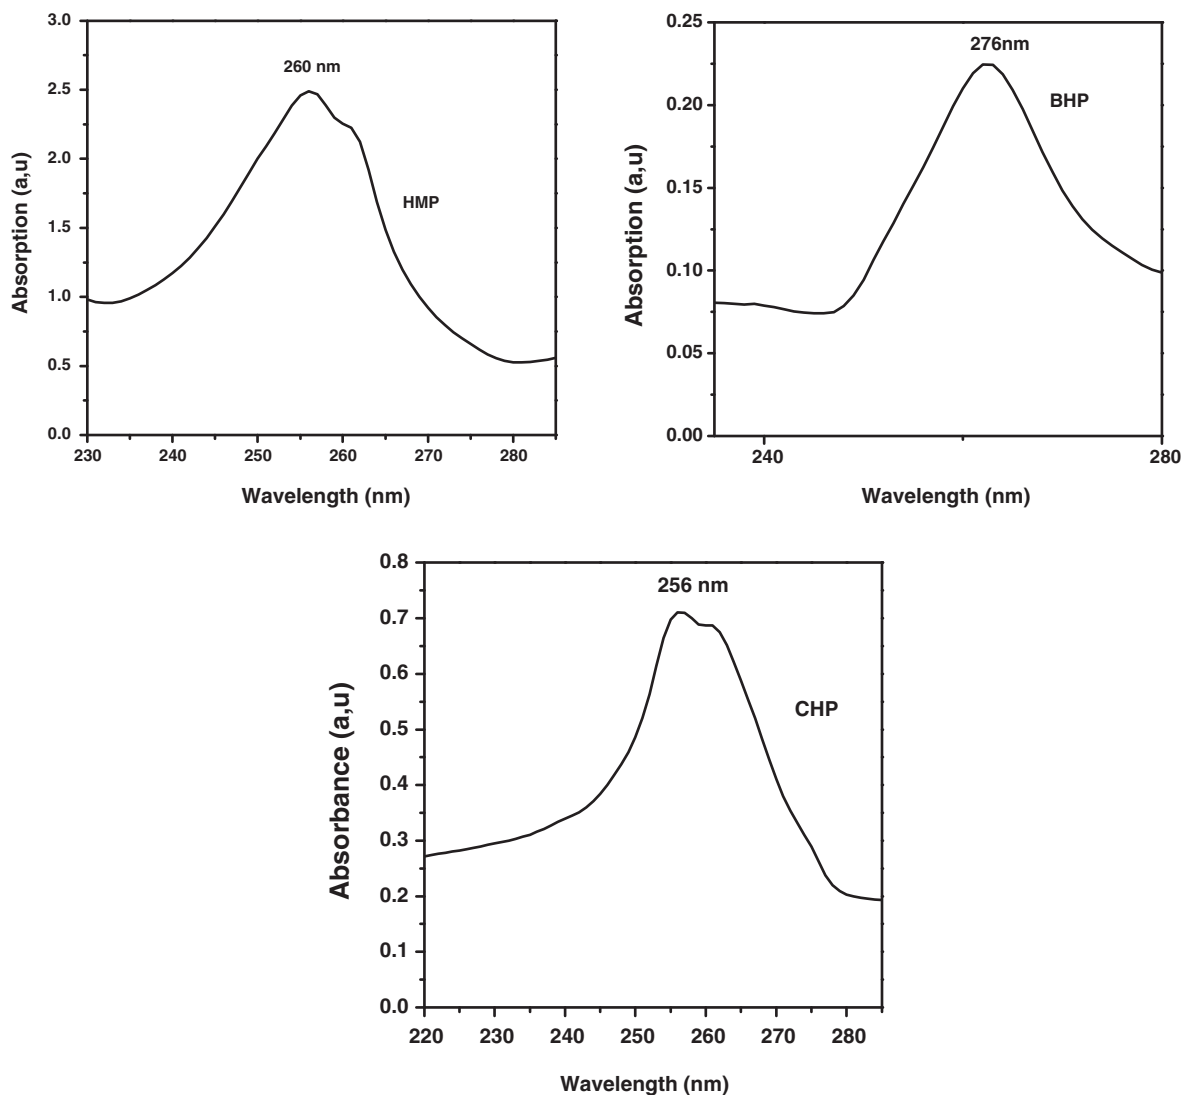 3.0
2.5
2.0
1.5
1.0
0.5
0.0
Absorption (a,u)
260 nm
HMP
230 240 250 260 270 280
Wavelength (nm)
0.25
0.20
0.15
0.10
0.05
0.00
Absorption (a,u)
276nm
BHP
240 280
Wavelength (nm)
0.8
0.7
0.6
0.5
0.4
0.3
0.2
0.1
0.0
Absorbance (a,u)
256 nm
CHP
220 230 240 250 260 270 280
Wavelength (nm)